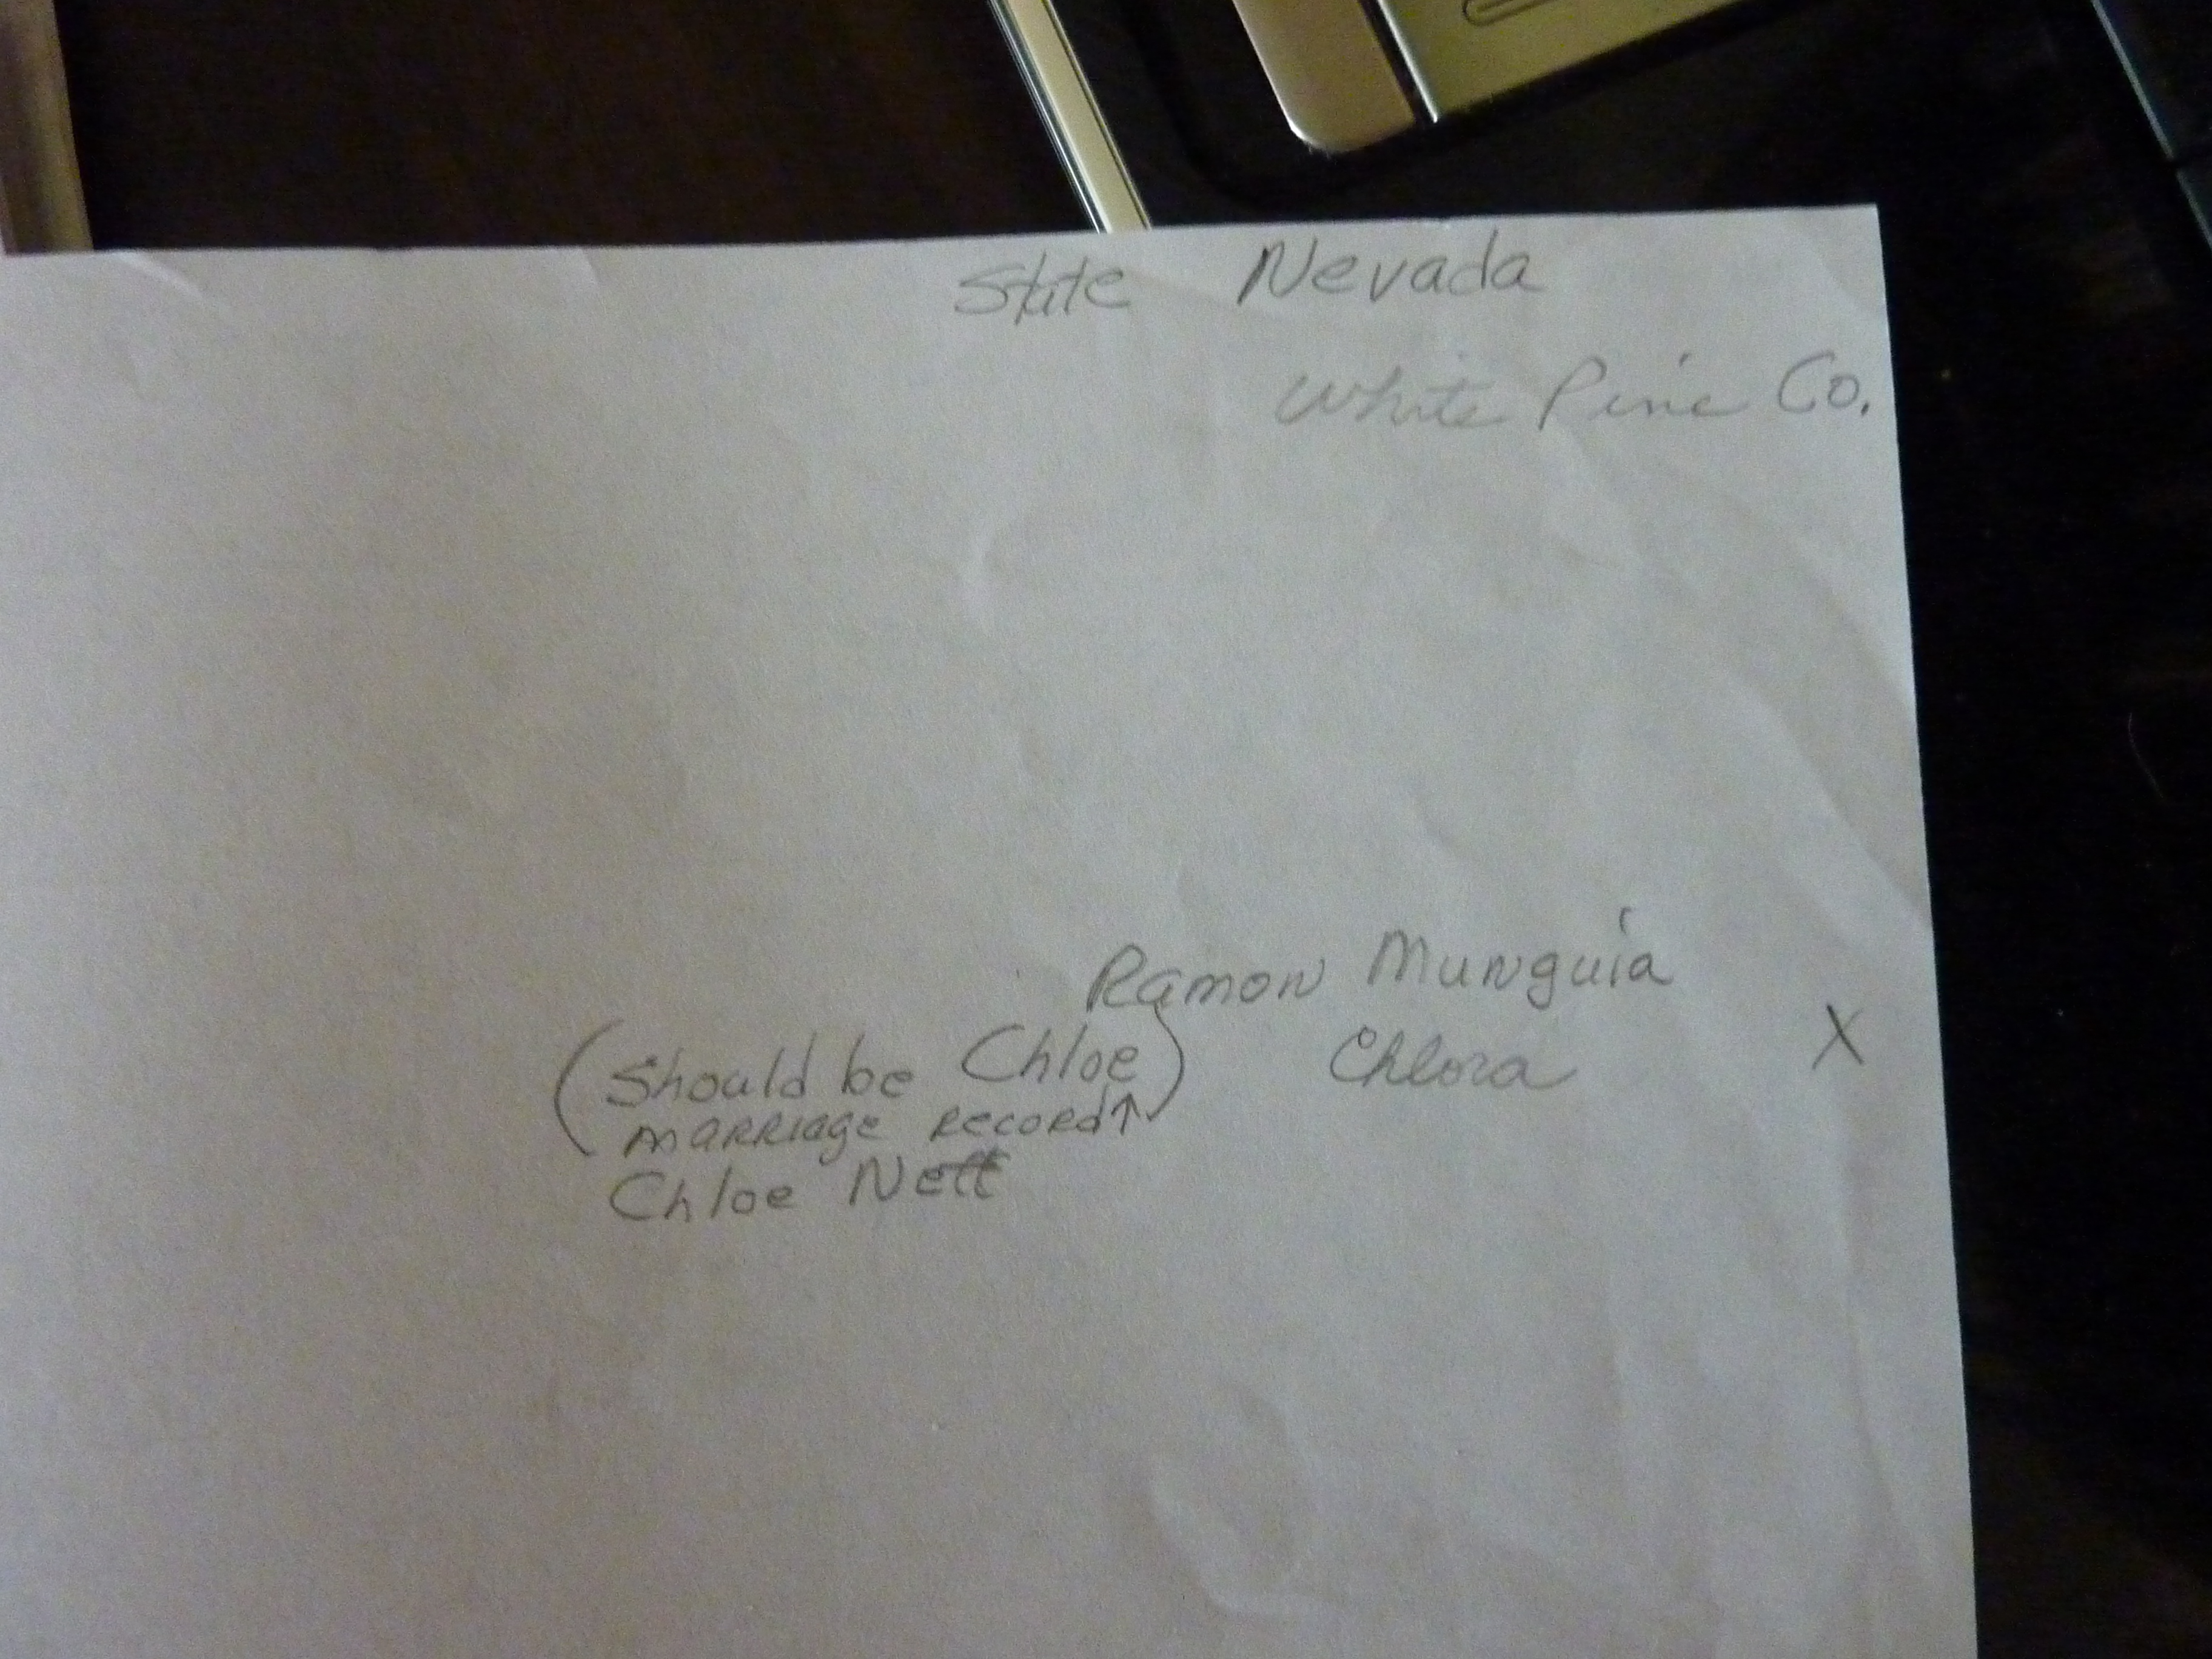 State Nevada
White Pine Co.
Ramon Munguia
(Should be Chloe) Chlora X
marriage record↑
Chloe Nett